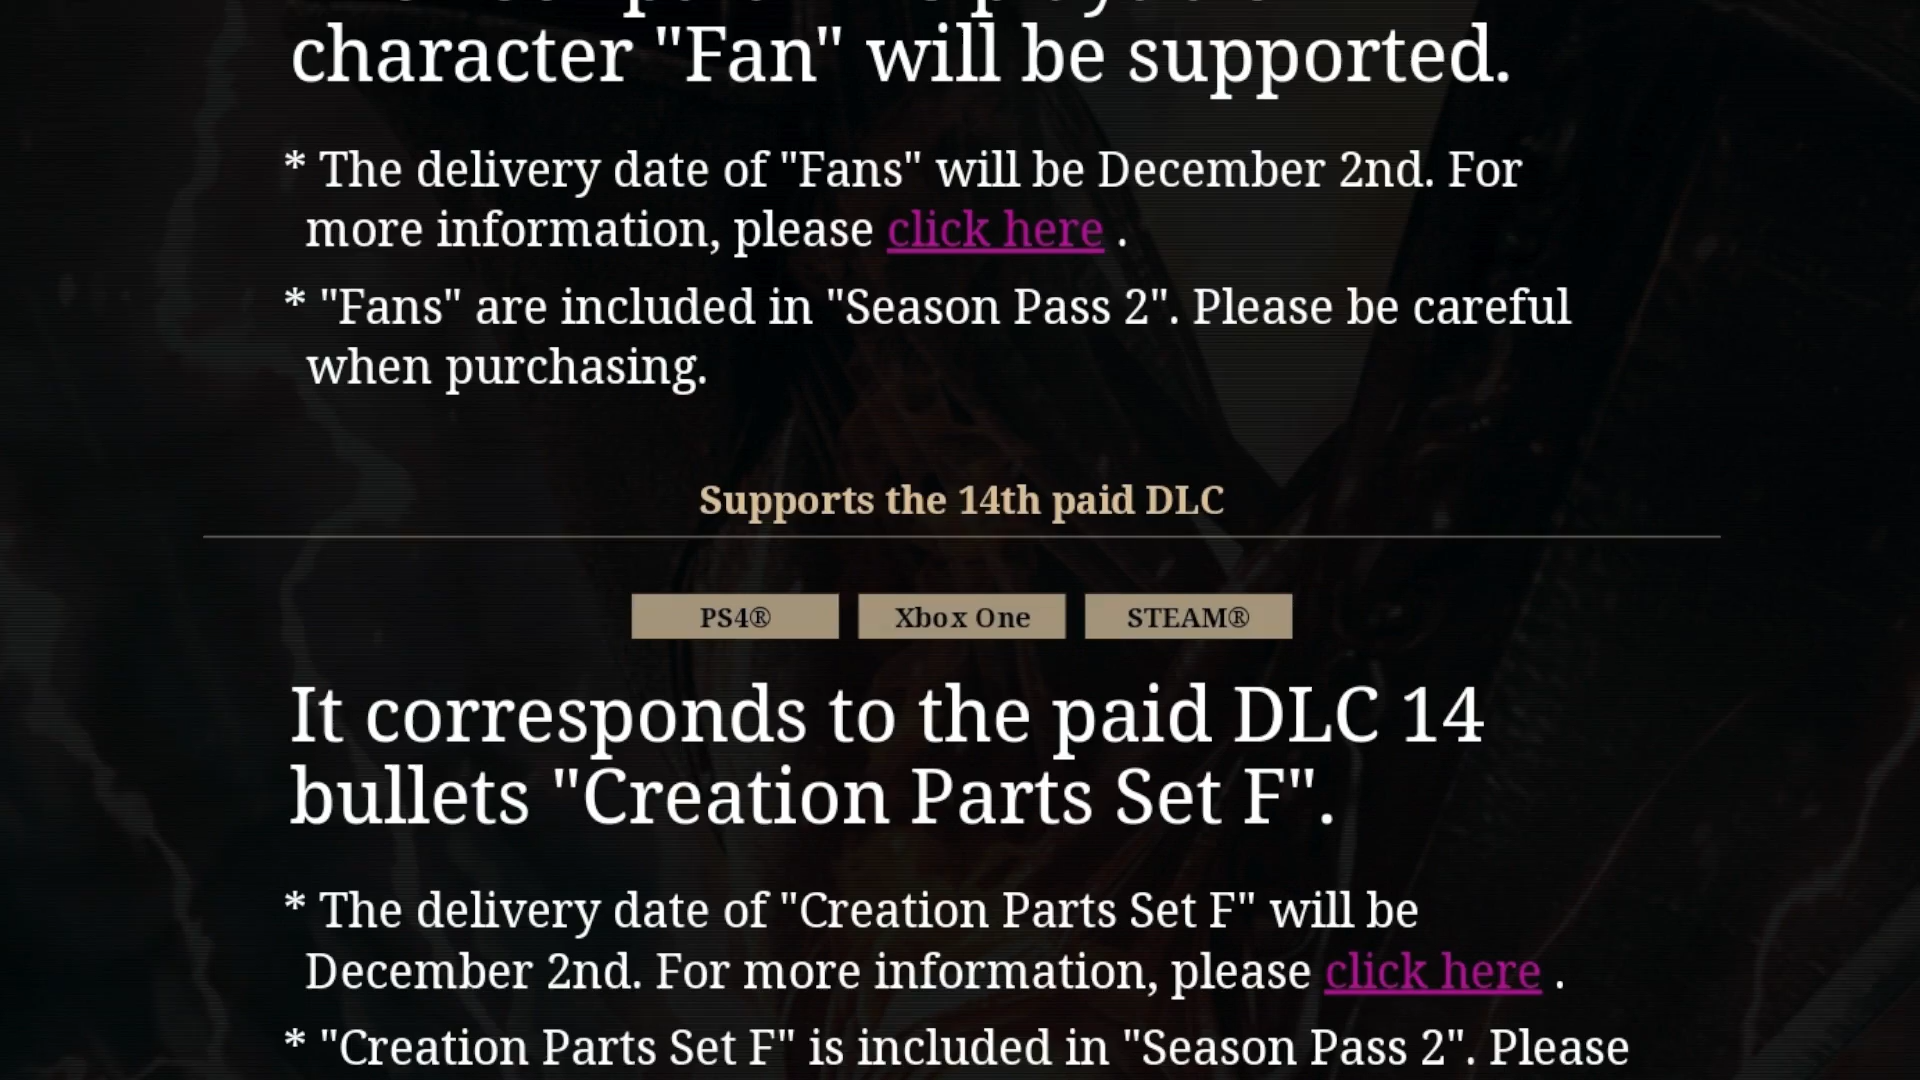 character "Fan" will be supported.
* The delivery date of "Fans" will be December 2nd. For
more information, please click here .
* "Fans" are included in "Season Pass 2". Please be careful
when purchasing.
Supports the 14th paid DLC
PS4® Xbox One STEAM®
It corresponds to the paid DLC 14
bullets "Creation Parts Set F".
* The delivery date of "Creation Parts Set F" will be
December 2nd. For more information, please click here .
* "Creation Parts Set F" is included in "Season Pass 2". Please